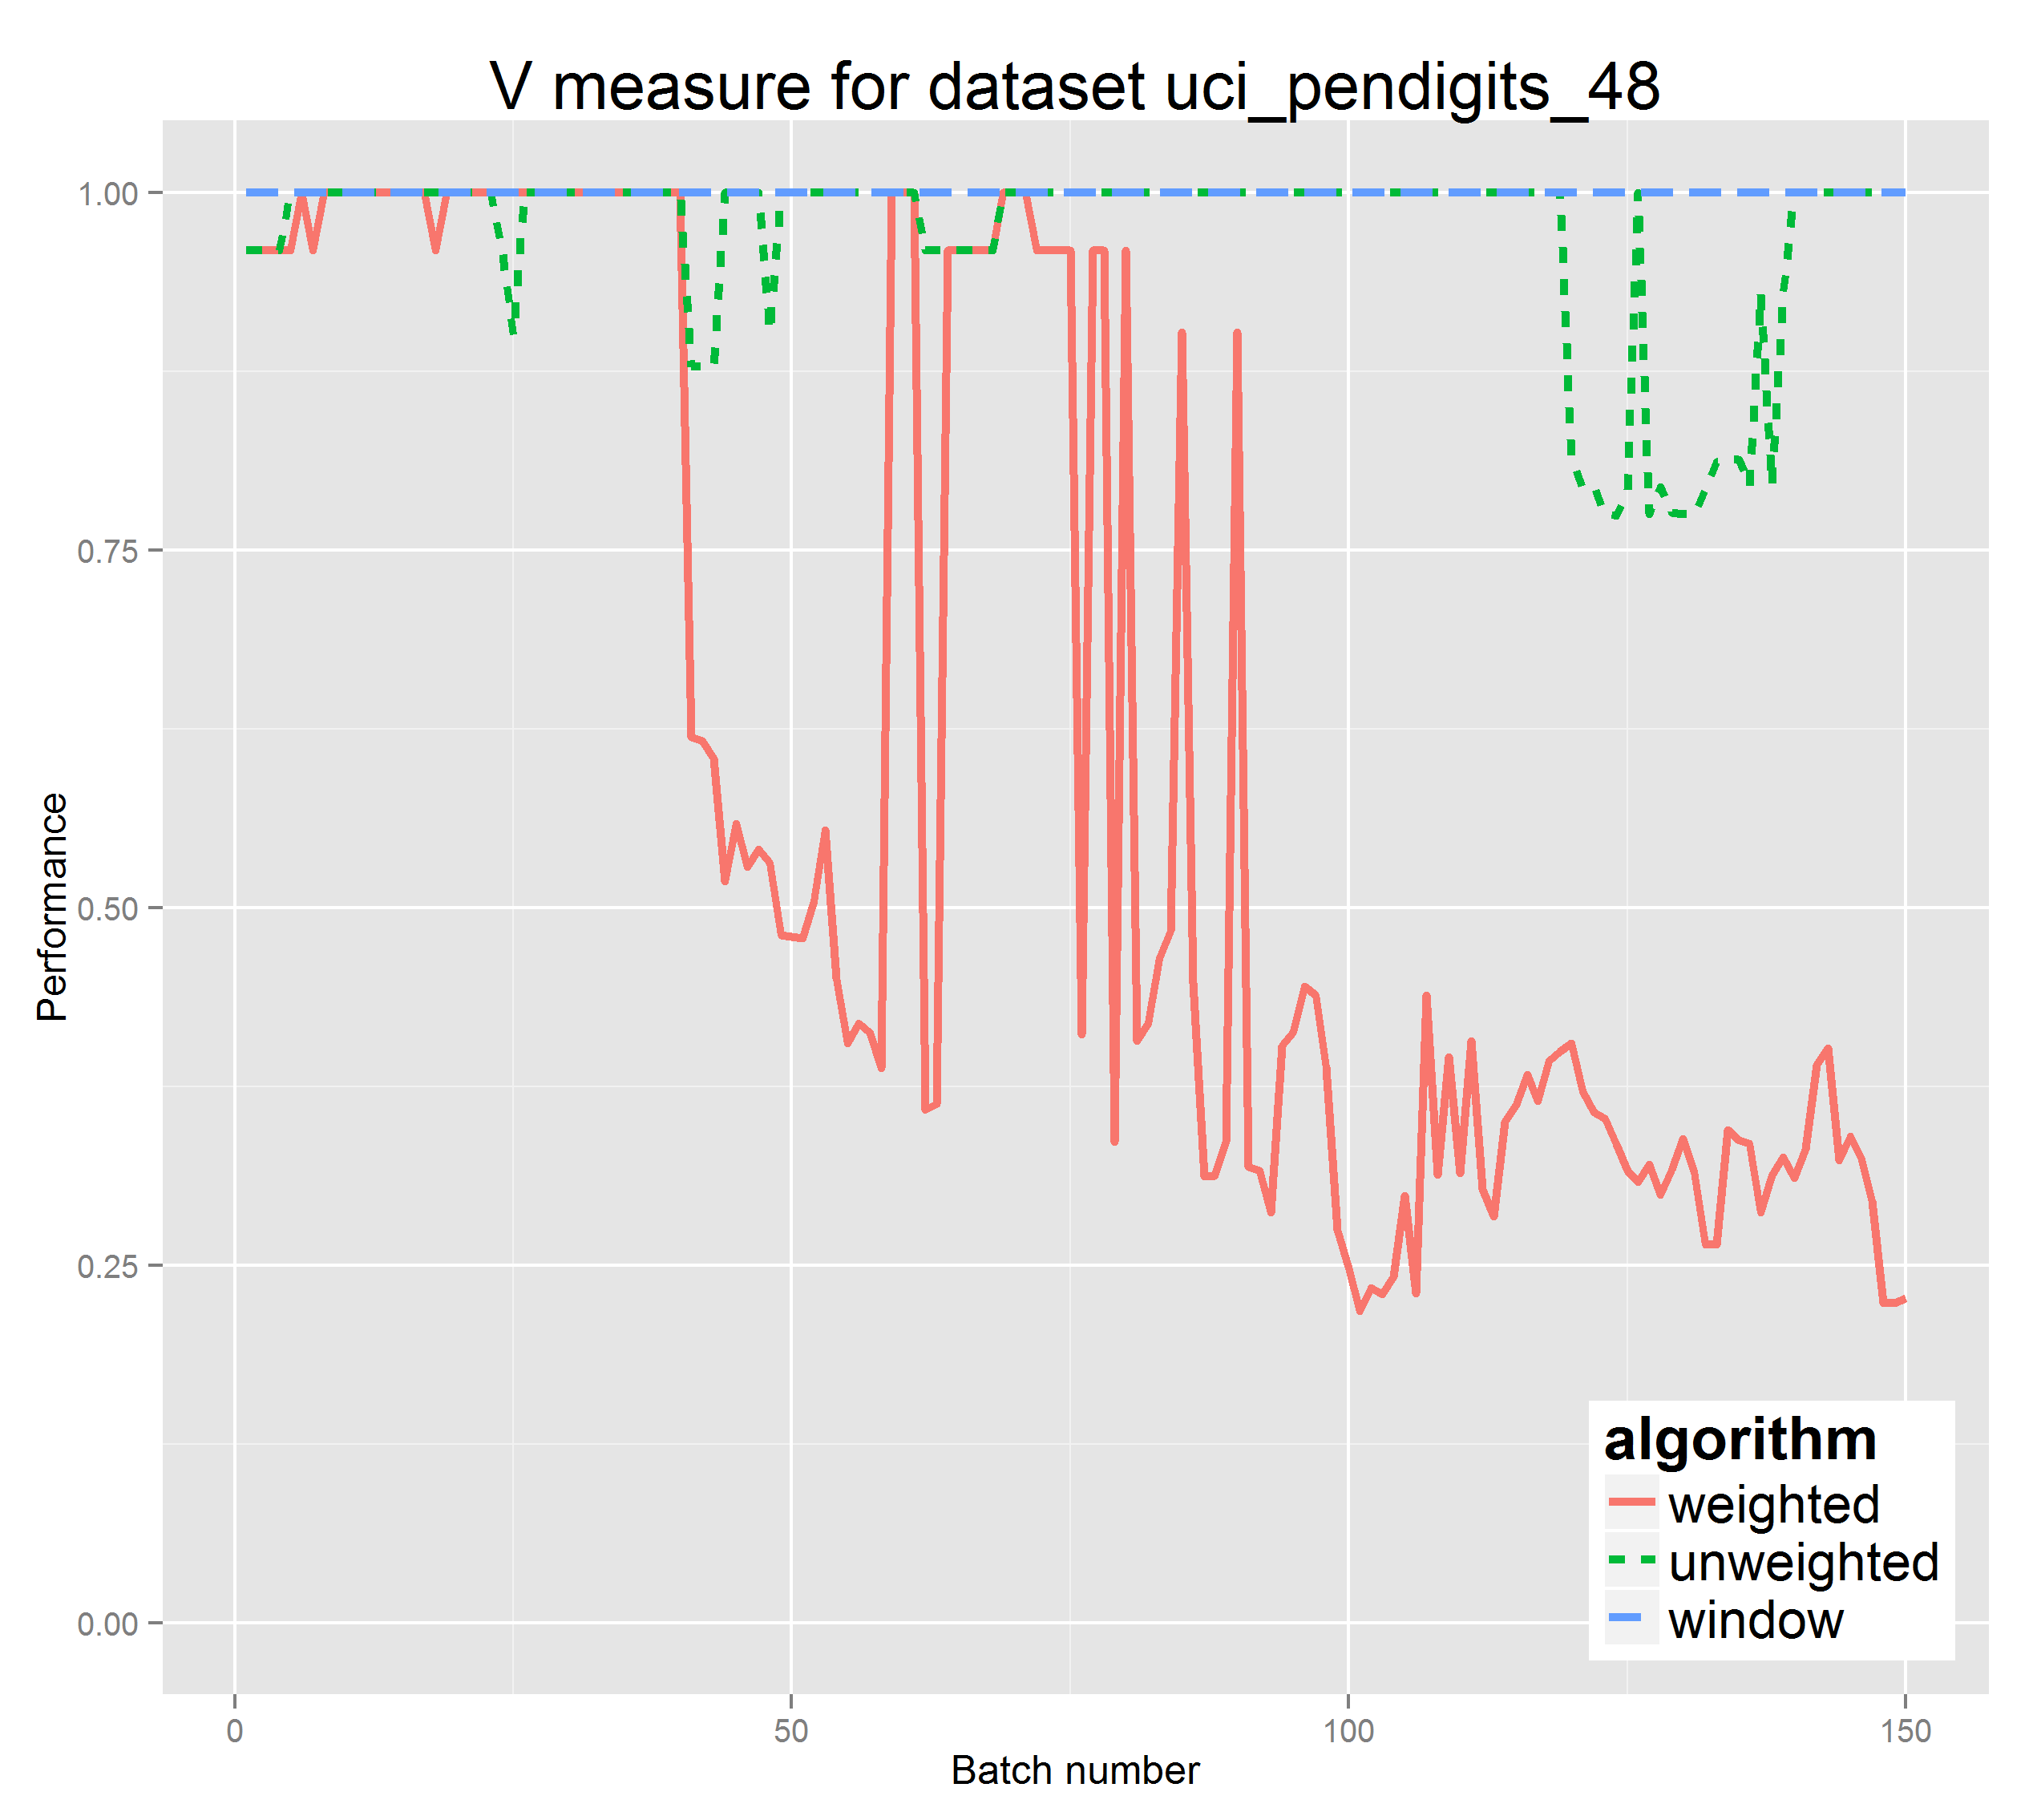 V measure for dataset uci_pendigits_48
1.00
0.75
0.50
0.25
0.00
Performance
0
50
100
150
Batch number
algorithm
weighted
unweighted
window